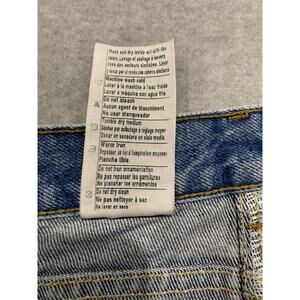 Wash and dry inside out with like
colors. Lavage et séchage à l'envers
avec des couleurs similaires. Lavar
y secar por el revés con colores similares
Machine wash cold
Laver à la machine à l'eau froide
Lavar a máquina con agua fría
Do not bleach
Aucun agent de blanchiment
No usar blanqueador
Tumble dry medium
Sécher par culbutage à réglage moyen
Secar en secadora en ciclo medio
Warm Iron
Repasser au fer à température moyenne
Plancha tibia
Do not iron ornamentation
Ne pas repasser les garnitures
No planchar los ornamentos
Do not dry clean
Ne pas nettoyer à sec
No lavar en seco